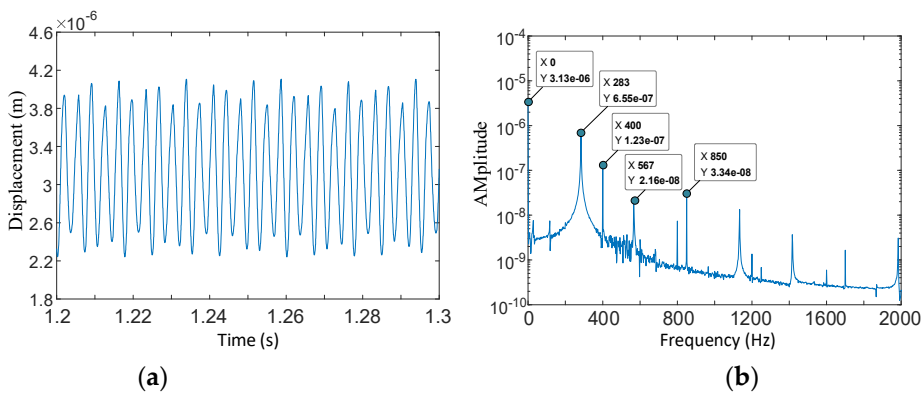 ×10⁻⁶
4.6
4.2
3.8
3.4
3.0
2.6
2.2
1.8
Displacement (m)
1.2 1.22 1.24 1.26 1.28 1.3
Time (s)
(a)
10⁻⁴
10⁻⁵
10⁻⁶
10⁻⁷
10⁻⁸
10⁻⁹
10⁻¹⁰
AMplitude
X 0
Y 3.13e-06
X 283
Y 6.55e-07
X 400
Y 1.23e-07
X 567
Y 2.16e-08
X 850
Y 3.34e-08
0 400 800 1200 1600 2000
Frequency (Hz)
(b)